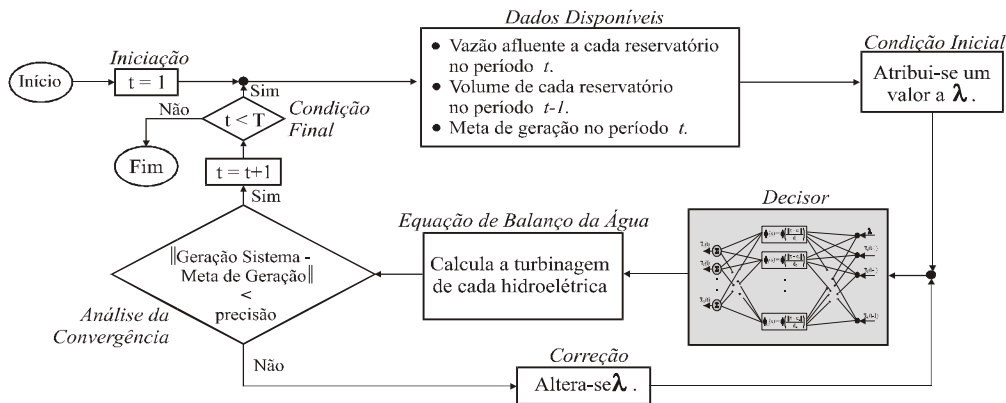 Dados Disponíveis
Iniciação
Início
t = 1
Sim
• Vazão afluente a cada reservatório
no período t.
• Volume de cada reservatório
no período t-1.
• Meta de geração no período t.
Condição Inicial
Atribui-se um
valor a λ.
Não
t < T
Condição
Final
Fim
t = t+1
Sim
Equação de Balanço da Água
Decisor
‖Geração Sistema -
Meta de Geração‖
<
precisão
Calcula a turbinagem
de cada hidroelétrica
Análise da
Convergência
Não
Correção
Altera-se λ.